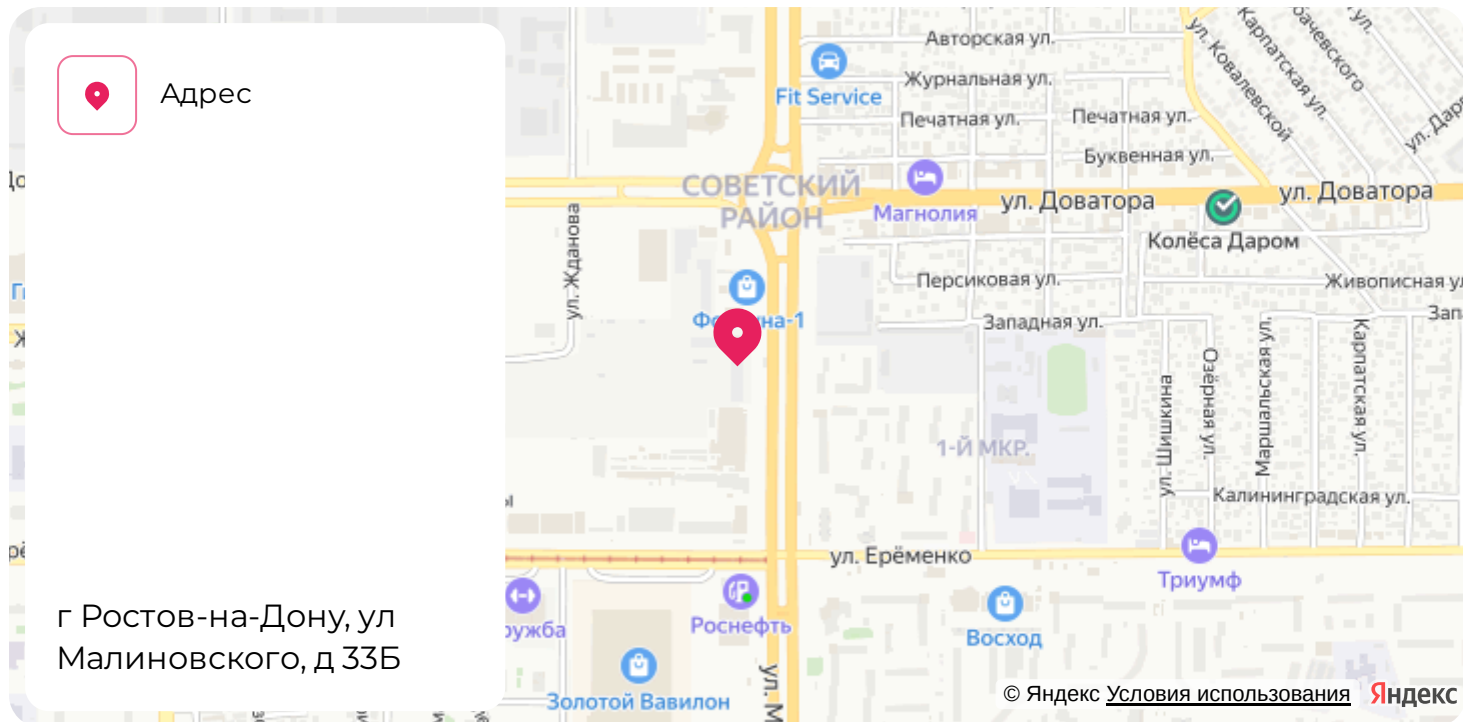 Адрес
г Ростов-на-Дону, ул
Малиновского, д 33Б
Авторская ул.
Fit Service
Журнальная ул.
Печатная ул.
Печатная ул.
Буквенная ул.
ул. Ковалевской
Карпатская ул.
СОВЕТСКИЙ
РАЙОН
Магнолия
ул. Доватора
ул. Доватора
Колёса Даром
ул. Жданова
Персиковая ул.
Живописная
Западная ул.
1-Й МКР.
ул. Шишкина
Озёрная ул.
Маршальская ул.
Карпатская ул.
Калининградская ул.
ул. Ерёменко
Триумф
Роснефть
Восход
Золотой Вавилон
ул.
© Яндекс Условия использования
Яндекс